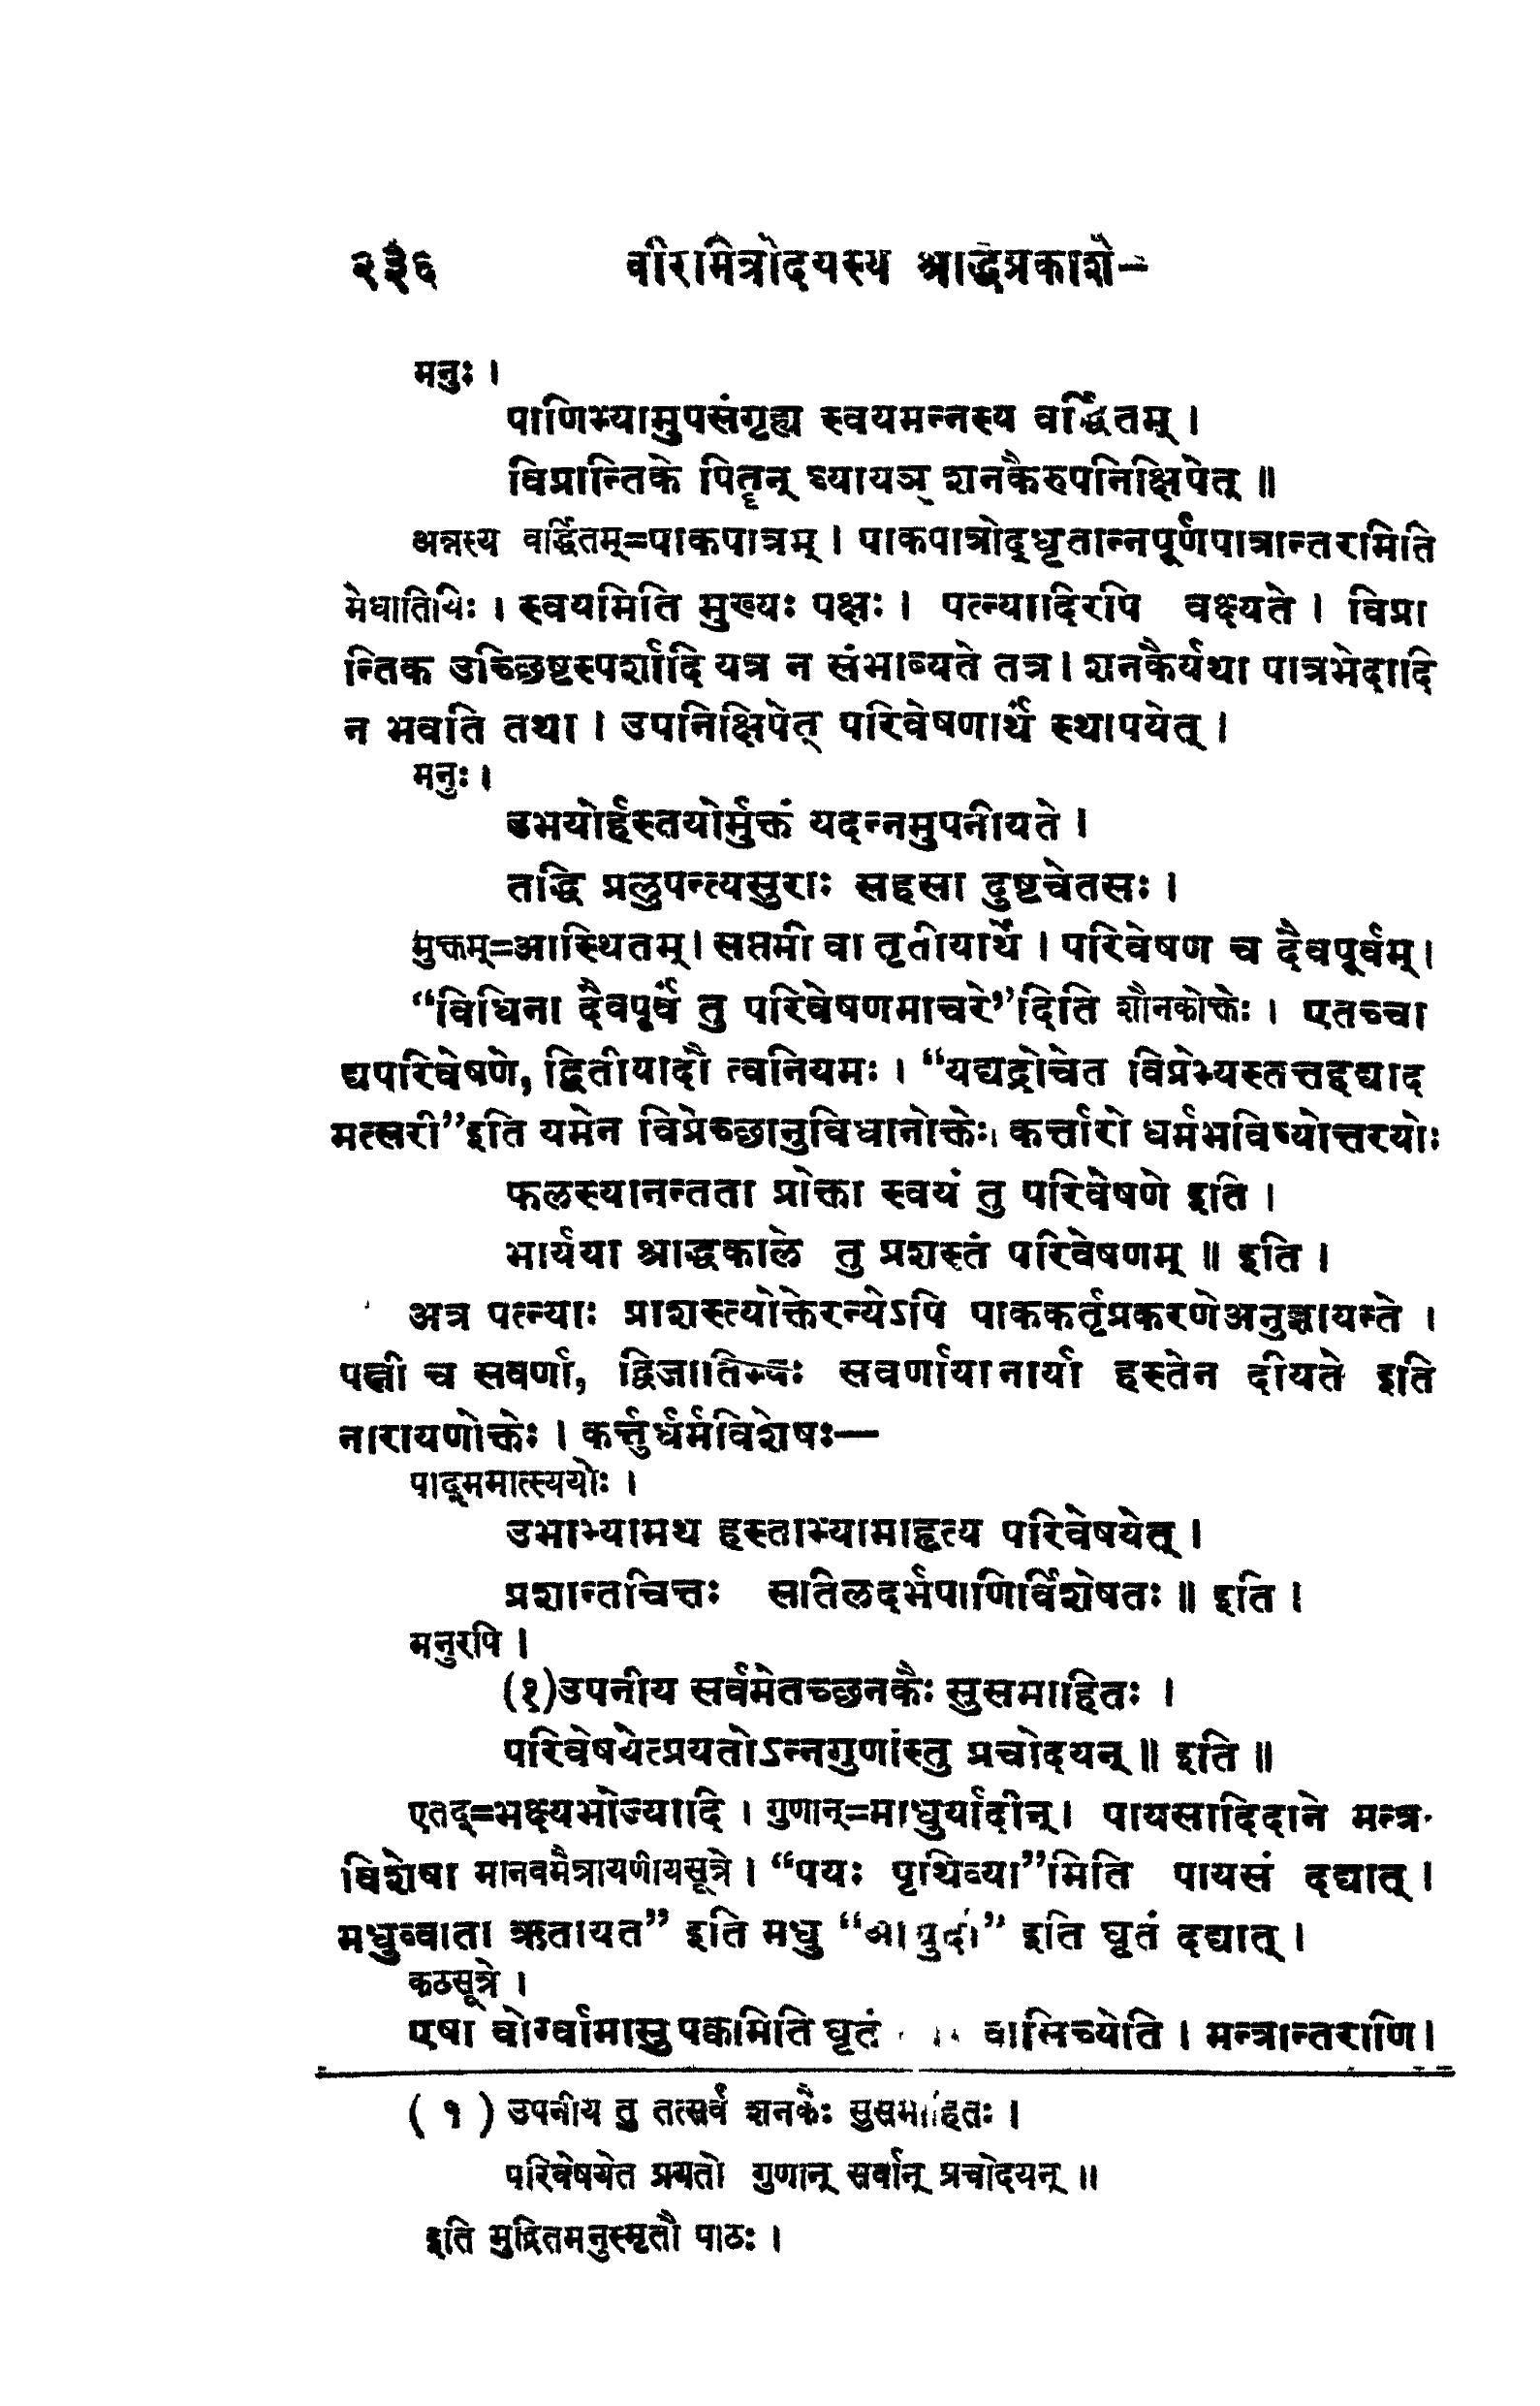 २३६ वीरमित्रोदयस्य श्राद्धप्रकाशे-
मनुः ।
पाणिभ्यामुपसंगृह्य स्वयमन्नस्य वर्द्धितम् ।
विप्रान्तिके पितॄन् ध्यायञ् शनकैरुपनिक्षिपेत् ॥
अन्नस्य वर्द्धितम्=पाकपात्रम् । पाकपात्रोद्धृतान्नपूर्णपात्रान्तरमिति
मेधातिथिः । स्वयमिति मुख्यः पक्षः । पत्न्यादिरपि वक्ष्यते । विप्रा
न्तिक उच्छिष्टस्पर्शादि यत्र न संभाव्यते तत्र । शनकैर्यथा पात्रभेदादि
न भवति तथा । उपनिक्षिपेत् परिवेषणार्थं स्थापयेत् ।
मनुः ।
उभयोर्हस्तयोर्मुक्तं यदन्नमुपनीयते ।
तद्धि प्रलुपन्त्यसुराः सहसा दुष्टचेतसः ।
मुक्तम्=आस्थितम् । सप्तमी वा तृतीयार्थे । परिवेषण च दैवपूर्वम् ।
“विधिना दैवपूर्वं तु परिवेषणमाचरे”दिति शौनकोक्तेः । एतच्चा
द्यपरिवेषणे, द्वितीयादौ त्वनियमः । “यद्यद्रोचेत विप्रेभ्यस्तत्तद्दद्याद
मत्सरी”इति यमेन विप्रेच्छानुविधानोक्तेः। कर्त्तारो धर्मभविष्योत्तरयोः
फलस्यानन्तता प्रोक्ता स्वयं तु परिवेषणे इति ।
भार्यया श्राद्धकाले तु प्रशस्तं परिवेषणम् ॥ इति ।
अत्र पत्न्याः प्राशस्त्योक्तेरन्येऽपि पाककर्तृप्रकरणेअनुज्ञायन्ते ।
पत्नी च सवर्णा, द्विजातिभ्यः सवर्णाया नार्या हस्तेन दीयते इति
नारायणोक्तेः । कर्त्तुर्धर्मविशेषः—
पाद्ममात्स्ययोः ।
उभाभ्यामथ हस्ताभ्यामाहृत्य परिवेषयेत् ।
प्रशान्तचित्तः सतिलदर्भपाणिर्विशेषतः ॥ इति ।
मनुरपि ।
(१)उपनीय सर्वमेतच्छनकैः सुसमाहितः ।
परिवेषयेत्प्रयतोऽन्नगुणांस्तु प्रचोदयन् ॥ इति ॥
एतद्=भक्ष्यभोज्यादि । गुणान्=माधुर्यादीन् । पायसादिदाने मन्त्र-
विशेषा मानवमैत्रायणीयसूत्रे । “पयः पृथिव्या”मिति पायसं दद्यात् ।
मधुव्वाता ऋतायत” इति मधु “आयुर्दा” इति घृतं दद्यात् ।
कठसूत्रे ।
एषा वोर्ग्वामासु पक्वमिति घृतं वासिच्येति । मन्त्रान्तराणि ।
( १ ) उपनीय तु तत्सर्वं शनकैः सुसमाहितः ।
परिवेषयेत प्रयतो गुणान् सर्वान् प्रचोदयन् ॥
इति मुद्रितमनुस्मृतौ पाठः ।